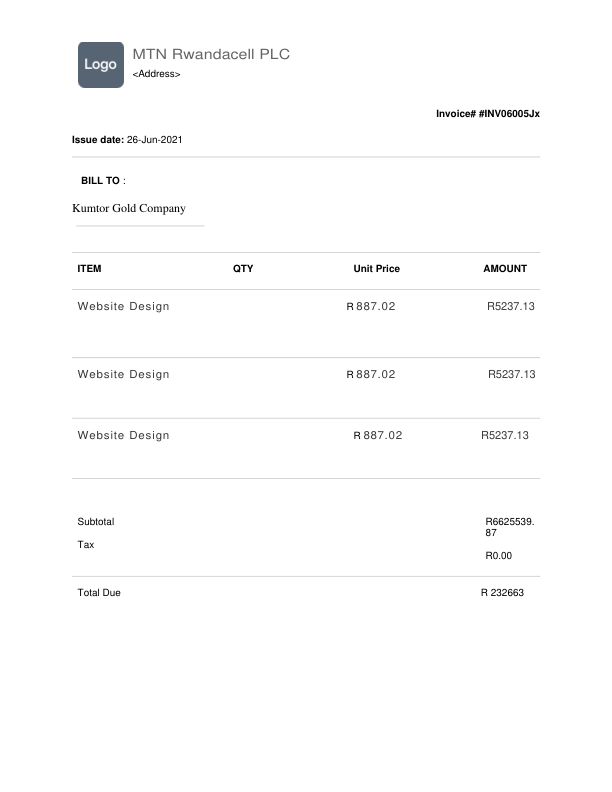 Logo
MTN Rwandacell PLC
<Address>
Invoice# #INV06005Jx
Issue date: 26-Jun-2021
BILL TO :
Kumtor Gold Company
ITEM QTY Unit Price AMOUNT
Website Design R 887.02 R5237.13
Website Design R 887.02 R5237.13
Website Design R 887.02 R5237.13
Subtotal R6625539.
87
Tax
R0.00
Total Due R 232663